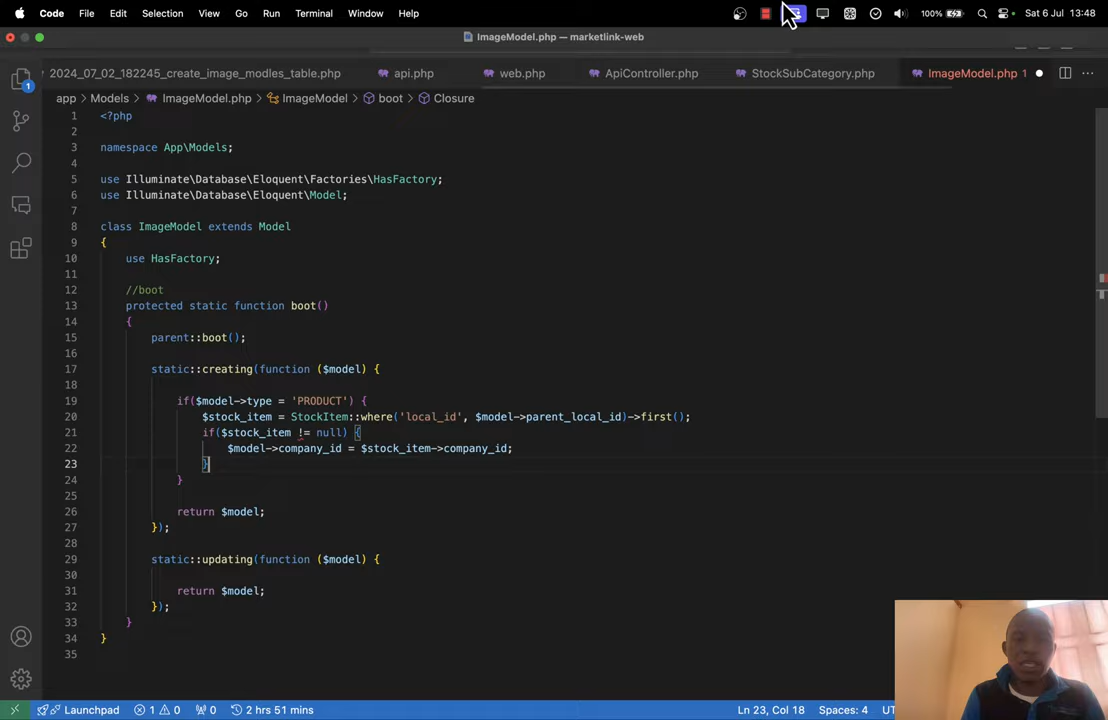 Code File Edit Selection View Go Run Terminal Window Help 100% Sat 6 Jul 13:48
ImageModel.php — marketlink-web
2024_07_02_182245_create_image_modles_table.php api.php web.php ApiController.php StockSubCategory.php ImageModel.php 1
app > Models > ImageModel.php > ImageModel > boot > Closure
1 <?php
2
3 namespace App\Models;
4
5 use Illuminate\Database\Eloquent\Factories\HasFactory;
6 use Illuminate\Database\Eloquent\Model;
7
8 class ImageModel extends Model
9 {
10 use HasFactory;
11
12 //boot
13 protected static function boot()
14 {
15 parent::boot();
16
17 static::creating(function ($model) {
18
19 if($model->type = 'PRODUCT') {
20 $stock_item = StockItem::where('local_id', $model->parent_local_id)->first();
21 if($stock_item != null) {
22 $model->company_id = $stock_item->company_id;
23 }
24 }
25
26 return $model;
27 });
28
29 static::updating(function ($model) {
30
31 return $model;
32 });
33 }
34 }
35
1
Launchpad 1 0 0 2 hrs 51 mins Ln 23, Col 18 Spaces: 4